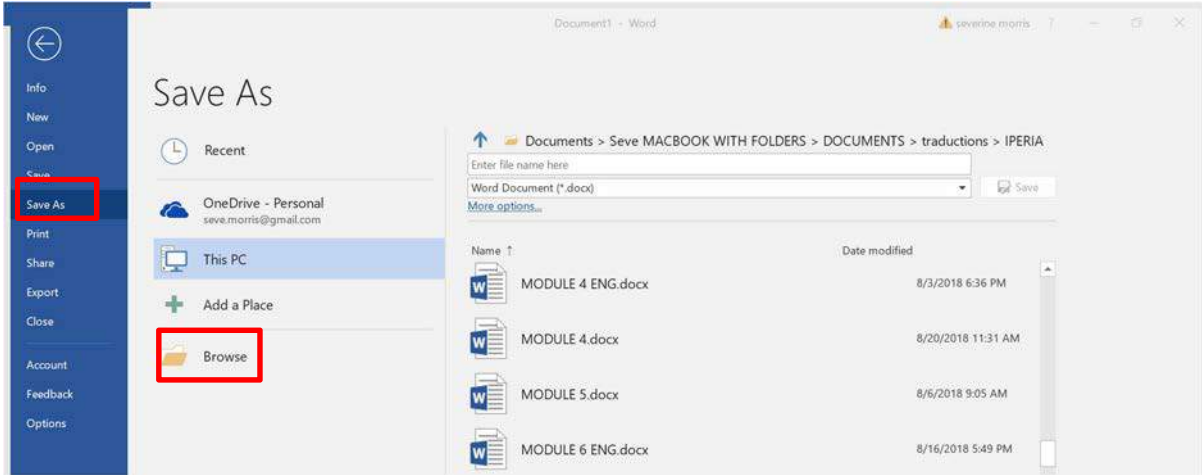 Document1 - Word
severine morris ?
Info
New
Open
Save
Save As
Print
Share
Export
Close
Account
Feedback
Options
Save As
Recent
OneDrive - Personal
seve.morris@gmail.com
This PC
Add a Place
Browse
Documents > Seve MACBOOK WITH FOLDERS > DOCUMENTS > traductions > IPERIA
Enter file name here
Word Document (*.docx)
Save
More options...
Name ↑ Date modified
MODULE 4 ENG.docx 8/3/2018 6:36 PM
MODULE 4.docx 8/20/2018 11:31 AM
MODULE 5.docx 8/6/2018 9:05 AM
MODULE 6 ENG.docx 8/16/2018 5:49 PM